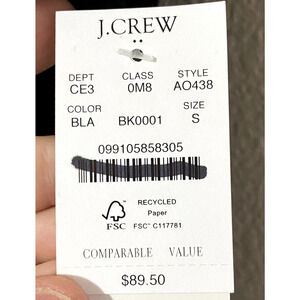 J.CREW
DEPT CLASS STYLE
CE3 0M8 AO438
COLOR SIZE
BLA BK0001 S
099105858305
RECYCLED
Paper
FSC FSC™ C117781
COMPARABLE VALUE
$89.50